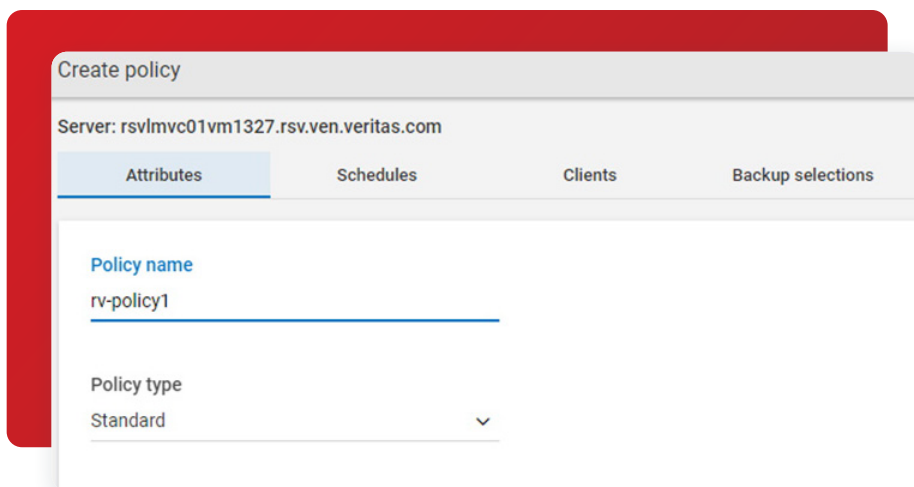 Create policy
Server: rsvlmvc01vm1327.rsv.ven.veritas.com
Attributes Schedules Clients Backup selections
Policy name
rv-policy1
Policy type
Standard